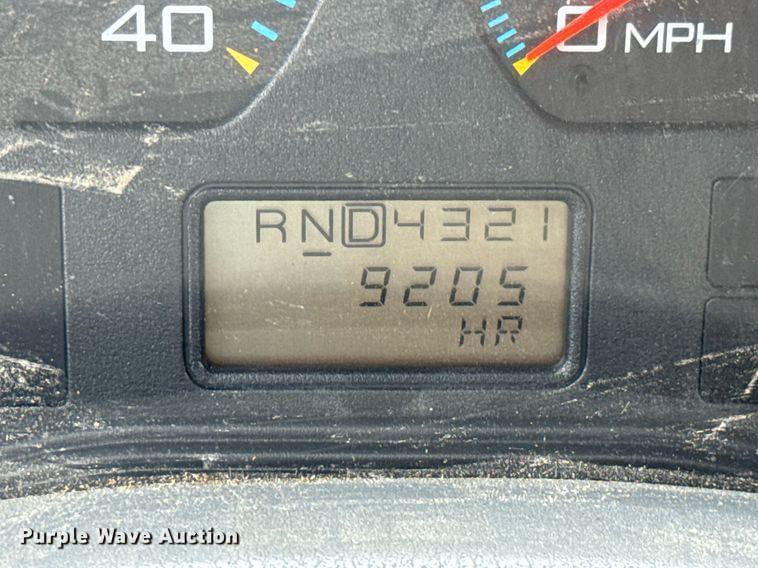 40
0 MPH
RND4321
9205
HR
Purple Wave Auction